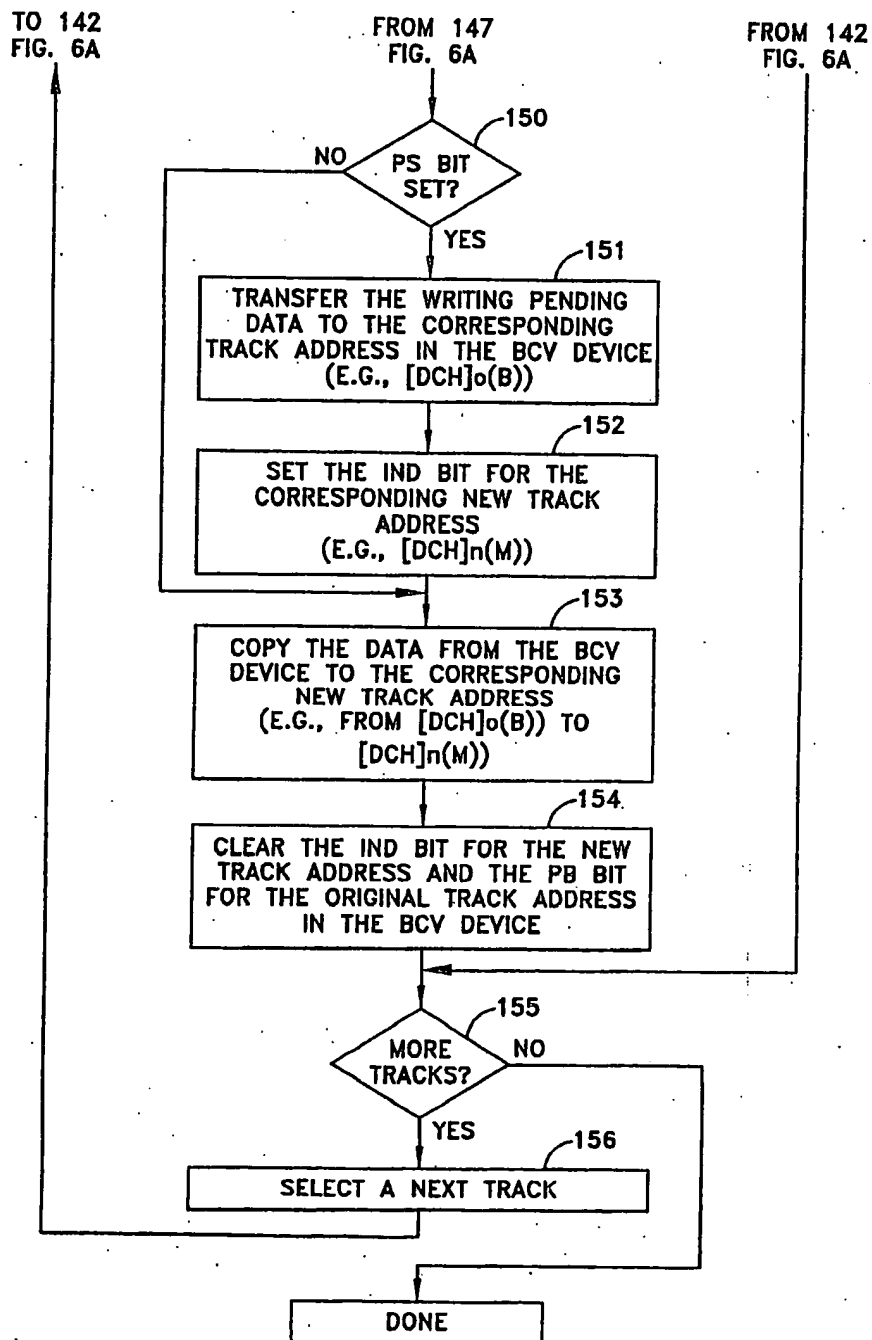 TO 142
FIG. 6A
FROM 147
FIG. 6A
FROM 142
FIG. 6A
150
NO
PS BIT
SET?
YES
151
TRANSFER THE WRITING PENDING
DATA TO THE CORRESPONDING
TRACK ADDRESS IN THE BCV DEVICE
(E.G., [DCH]o(B))
152
SET THE IND BIT FOR THE
CORRESPONDING NEW TRACK
ADDRESS
(E.G., [DCH]n(M))
153
COPY THE DATA FROM THE BCV
DEVICE TO THE CORRESPONDING
NEW TRACK ADDRESS
(E.G., FROM [DCH]o(B)) TO
[DCH]n(M))
154
CLEAR THE IND BIT FOR THE NEW
TRACK ADDRESS AND THE PB BIT
FOR THE ORIGINAL TRACK ADDRESS
IN THE BCV DEVICE
155
MORE
TRACKS?
NO
YES
156
SELECT A NEXT TRACK
DONE